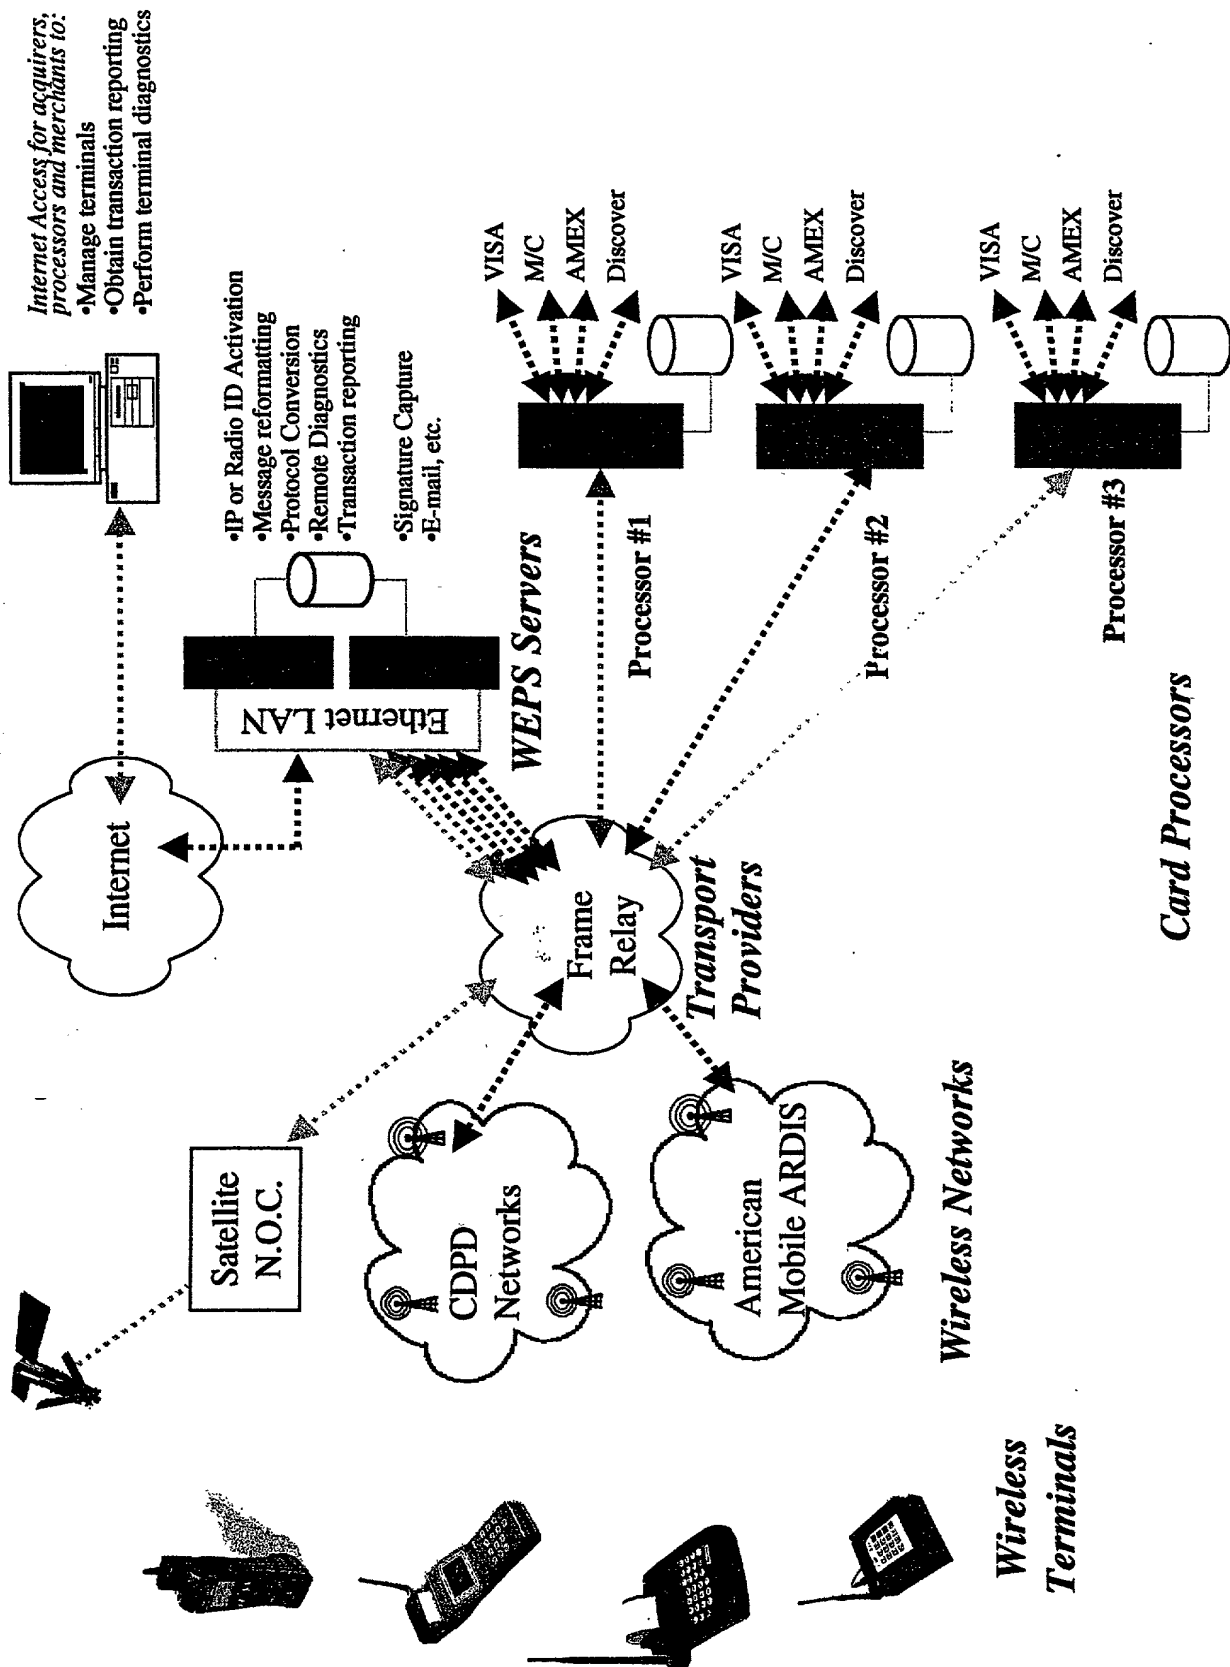 Internet Access for acquirers,
processors and merchants to:
•Manage terminals
•Obtain transaction reporting
•Perform terminal diagnostics
Internet
•IP or Radio ID Activation
•Message reformatting
•Protocol Conversion
•Remote Diagnostics
•Transaction reporting
•Signature Capture
•E-mail, etc.
Ethernet LAN
WEPS Servers
Satellite
N.O.C.
CDPD
Networks
American
Mobile ARDIS
Frame
Relay
Transport
Providers
VISA
M/C
AMEX
Discover
Processor #1
VISA
M/C
AMEX
Discover
Processor #2
VISA
M/C
AMEX
Discover
Processor #3
Wireless
Terminals
Wireless Networks
Card Processors